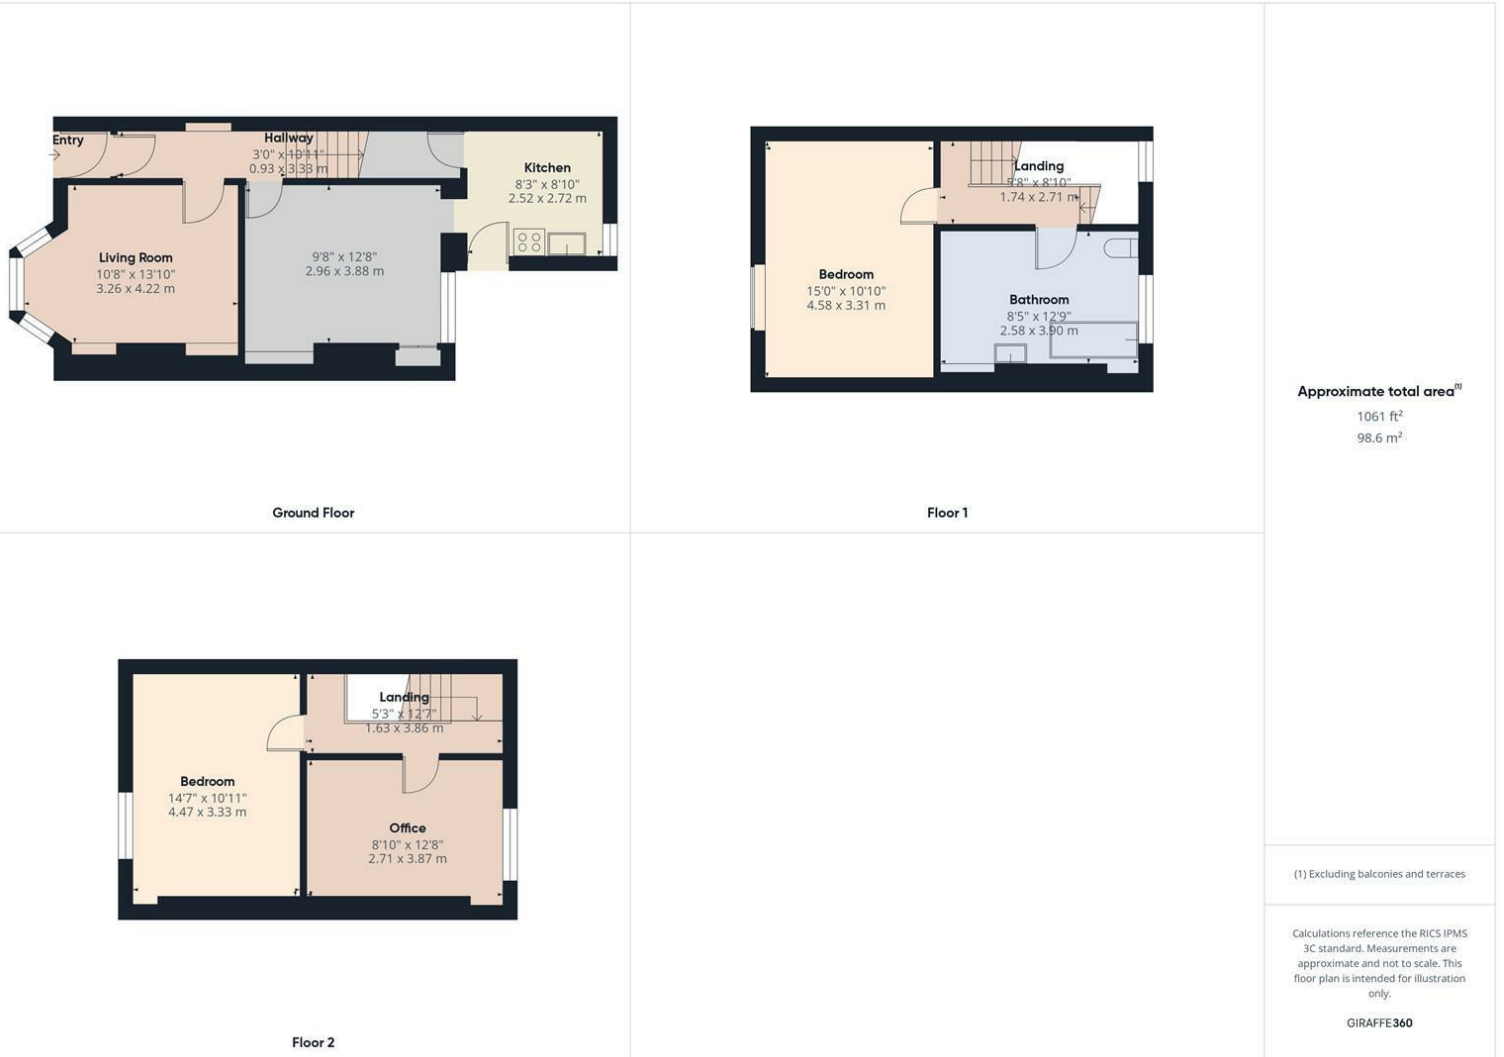 Entry
Hallway
3'0" x 10'11"
0.93 x 3.33 m
Kitchen
8'3" x 8'10"
2.52 x 2.72 m
Living Room
10'8" x 13'10"
3.26 x 4.22 m
9'8" x 12'8"
2.96 x 3.88 m
Ground Floor
Landing
5'8" x 8'10"
1.74 x 2.71 m
Bedroom
15'0" x 10'10"
4.58 x 3.31 m
Bathroom
8'5" x 12'9"
2.58 x 3.90 m
Floor 1
Landing
5'3" x 12'7"
1.63 x 3.86 m
Bedroom
14'7" x 10'11"
4.47 x 3.33 m
Office
8'10" x 12'8"
2.71 x 3.87 m
Floor 2
Approximate total area(1)
1061 ft²
98.6 m²
(1) Excluding balconies and terraces
Calculations reference the RICS IPMS
3C standard. Measurements are
approximate and not to scale. This
floor plan is intended for illustration
only.
GIRAFFE360